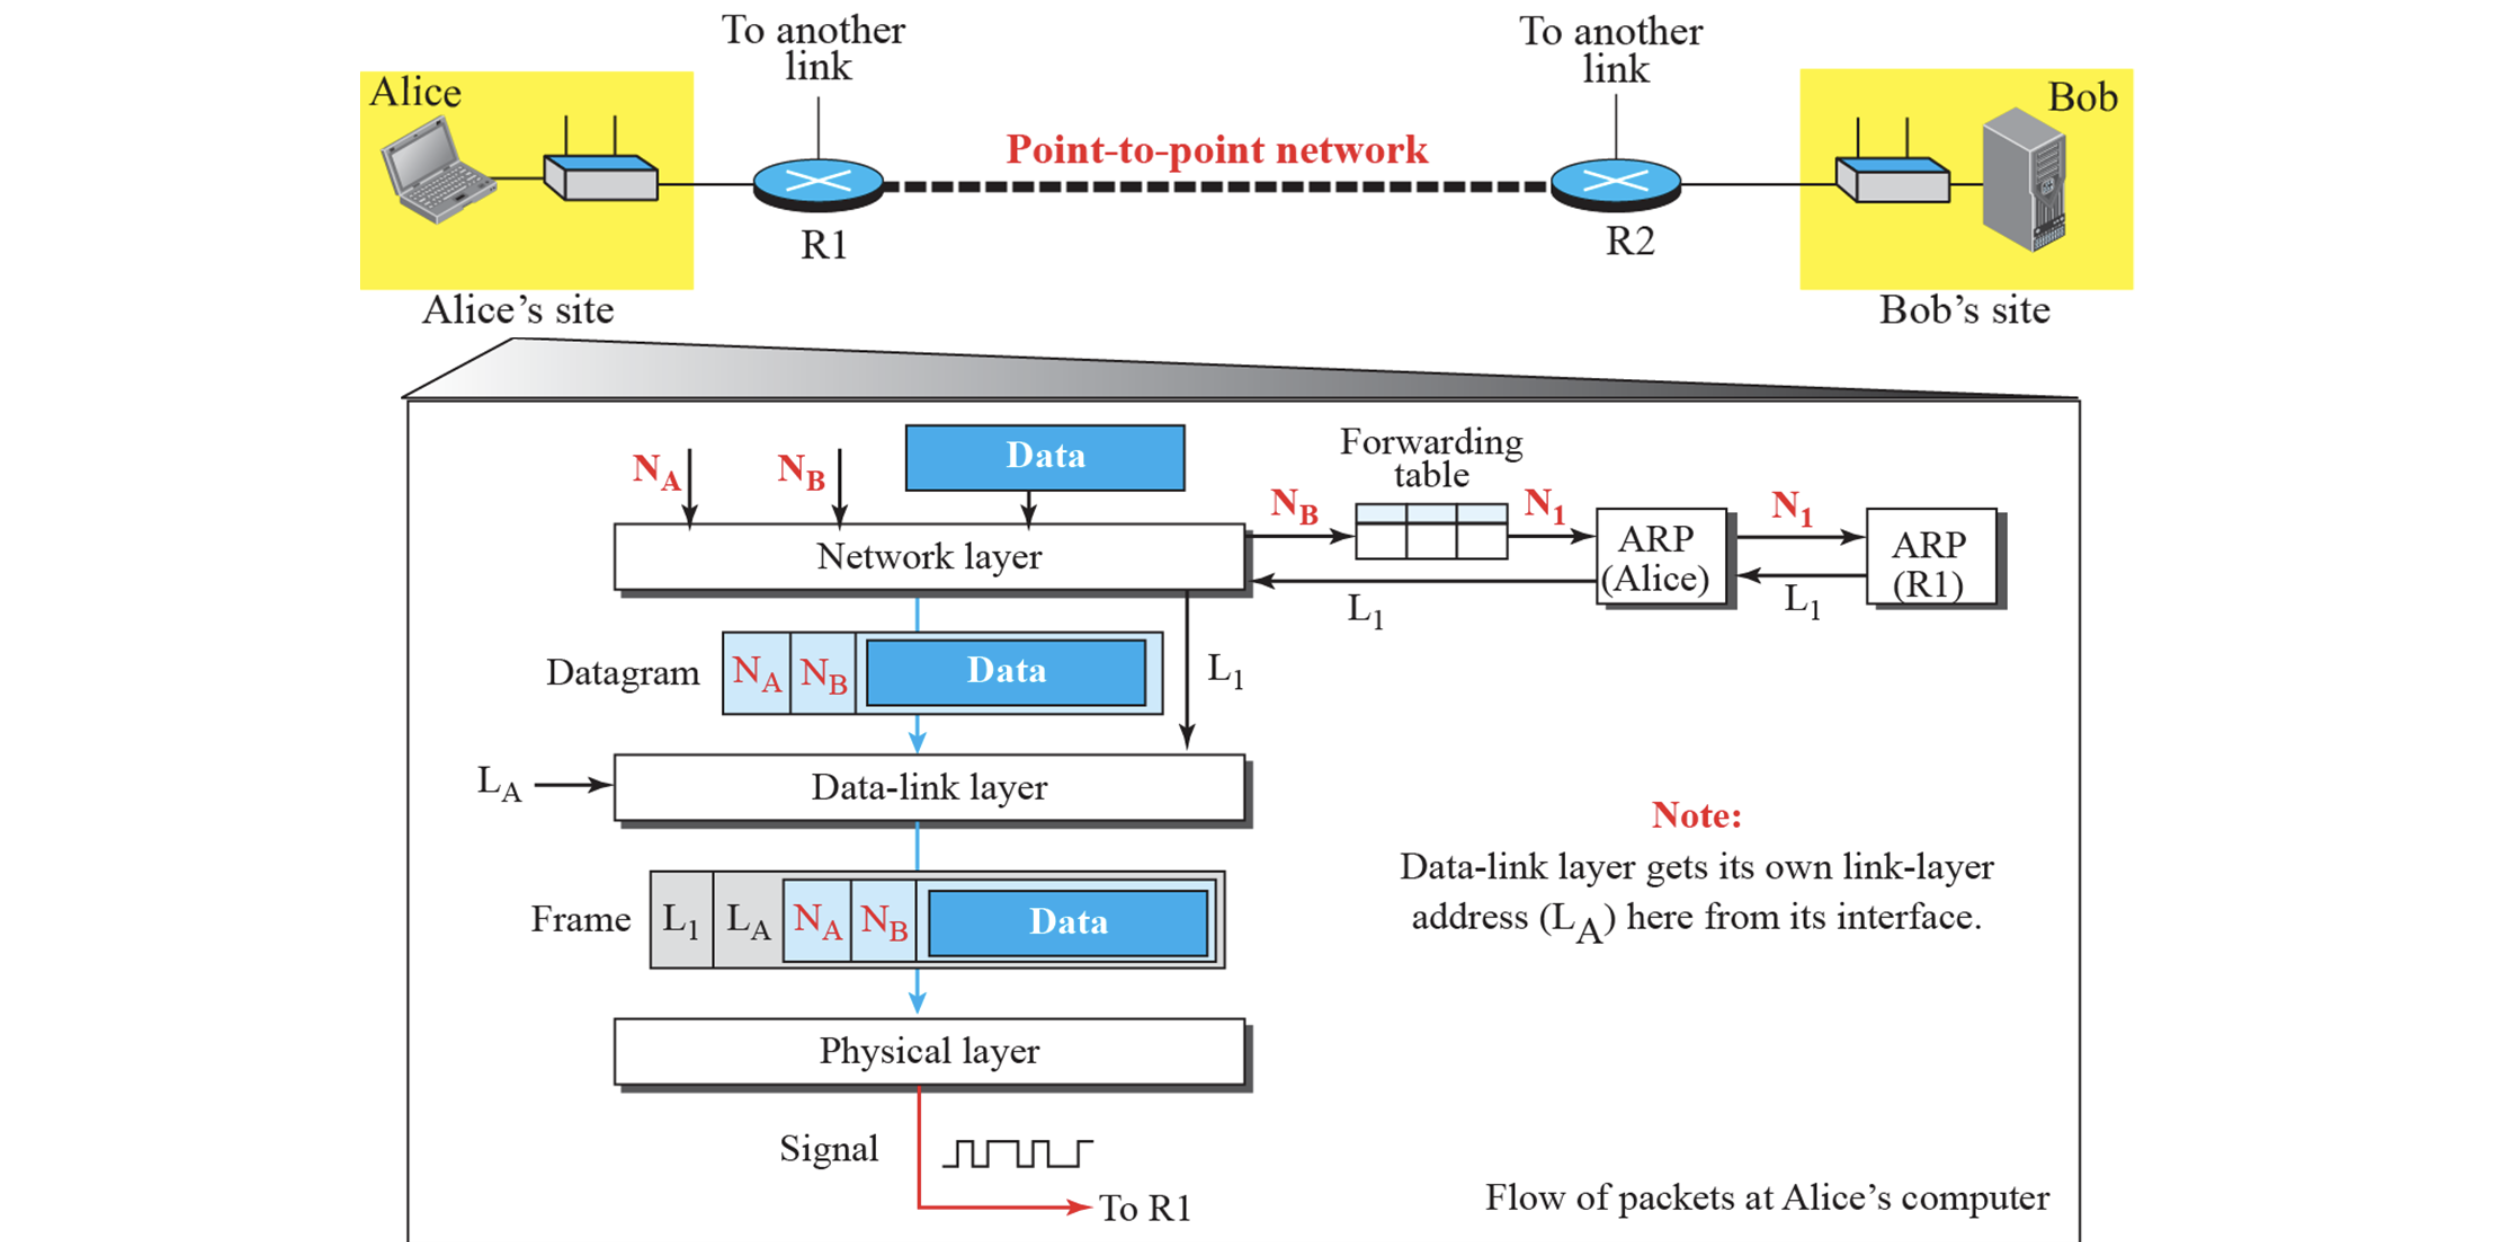 To another
link
To another
link
Alice
Bob
Point-to-point network
R1
R2
Alice’s site
Bob’s site
N_A
N_B
Data
Forwarding
table
N_B
N_1
N_1
Network layer
ARP
(Alice)
ARP
(R1)
L_1
L_1
Datagram
N_A N_B Data
L_1
L_A
Data-link layer
Note:
Data-link layer gets its own link-layer
address (L_A) here from its interface.
Frame
L_1 L_A N_A N_B Data
Physical layer
Signal
To R1
Flow of packets at Alice’s computer